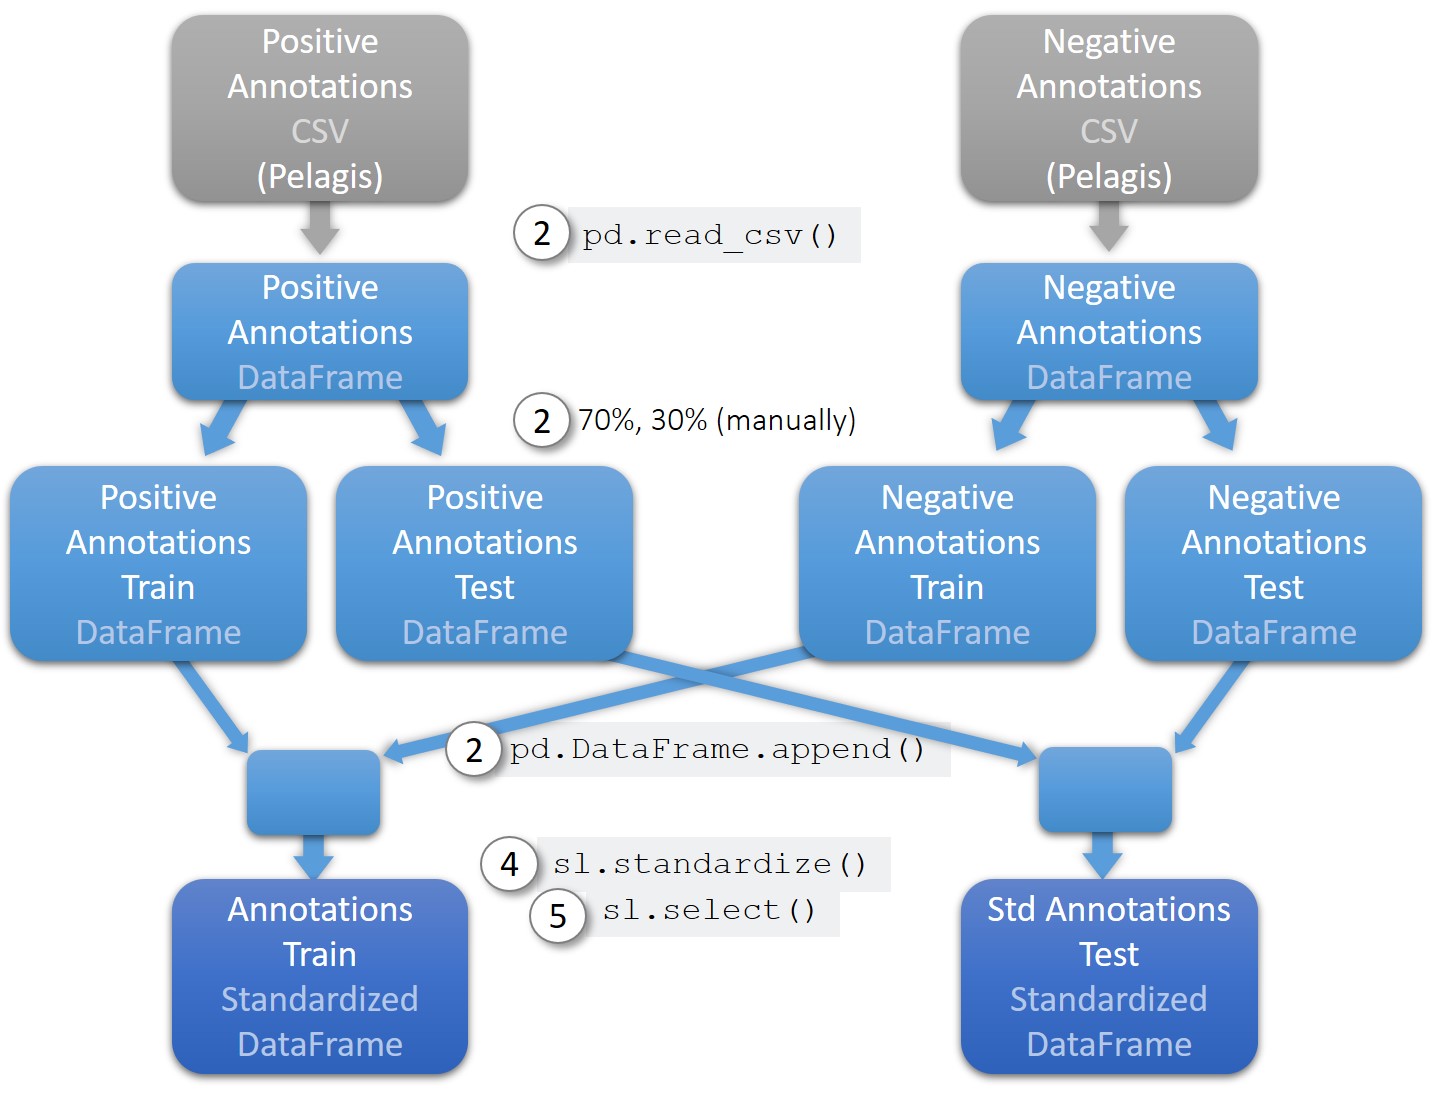 Positive
Annotations
CSV
(Pelagis)
Negative
Annotations
CSV
(Pelagis)
2 pd.read_csv()
Positive
Annotations
DataFrame
Negative
Annotations
DataFrame
2 70%, 30% (manually)
Positive
Annotations
Train
DataFrame
Positive
Annotations
Test
DataFrame
Negative
Annotations
Train
DataFrame
Negative
Annotations
Test
DataFrame
2 pd.DataFrame.append()
4 sl.standardize()
5 sl.select()
Annotations
Train
Standardized
DataFrame
Std Annotations
Test
Standardized
DataFrame